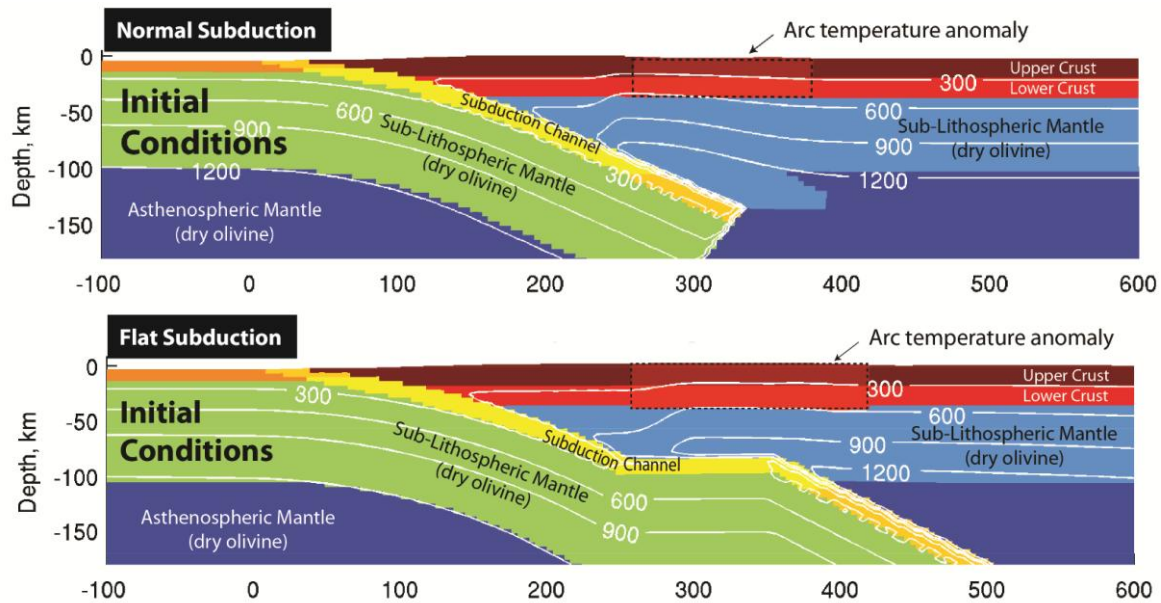 Normal Subduction
Arc temperature anomaly
0
-50
-100
-150
Depth, km
Initial
Conditions
600
900
1200
Sub-Lithospheric Mantle
(dry olivine)
Subduction Channel
300
Asthenospheric Mantle
(dry olivine)
Upper Crust
300
Lower Crust
600
Sub-Lithospheric Mantle
900
(dry olivine)
1200
-100 0 100 200 300 400 500 600
Flat Subduction
Arc temperature anomaly
0
-50
-100
-150
Depth, km
300
Initial
Conditions
Sub-Lithospheric Mantle
(dry olivine)
Subduction Channel
600
900
Asthenospheric Mantle
(dry olivine)
Upper Crust
300
Lower Crust
600
900
Sub-Lithospheric Mantle
1200
(dry olivine)
-100 0 100 200 300 400 500 600